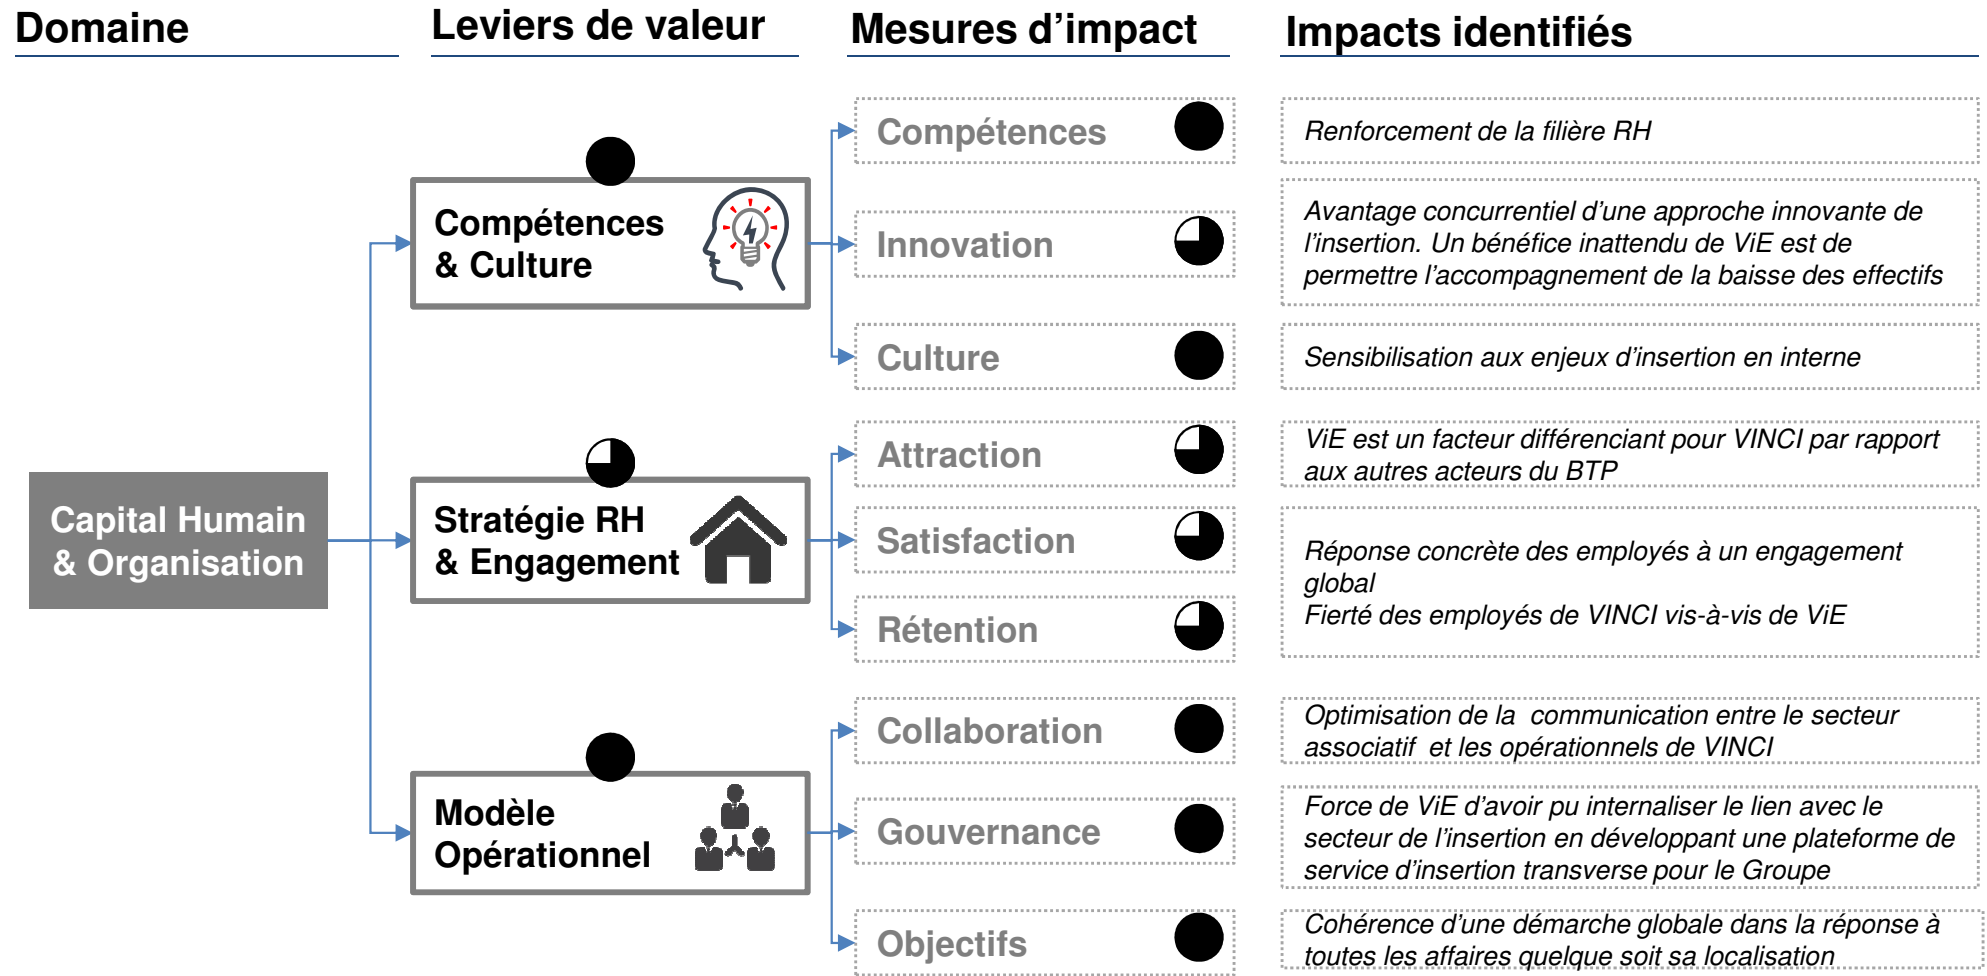 Domaine
Leviers de valeur
Mesures d'impact
Impacts identifiés
Capital Humain
& Organisation
Compétences
& Culture
Compétences
Renforcement de la filière RH
Innovation
Avantage concurrentiel d'une approche innovante de
l'insertion. Un bénéfice inattendu de ViE est de
permettre l'accompagnement de la baisse des effectifs
Culture
Sensibilisation aux enjeux d'insertion en interne
Stratégie RH
& Engagement
Attraction
ViE est un facteur différenciant pour VINCI par rapport
aux autres acteurs du BTP
Satisfaction
Rétention
Réponse concrète des employés à un engagement
global
Fierté des employés de VINCI vis-à-vis de ViE
Modèle
Opérationnel
Collaboration
Optimisation de la communication entre le secteur
associatif et les opérationnels de VINCI
Gouvernance
Force de ViE d'avoir pu internaliser le lien avec le
secteur de l'insertion en développant une plateforme de
service d'insertion transverse pour le Groupe
Objectifs
Cohérence d'une démarche globale dans la réponse à
toutes les affaires quelque soit sa localisation